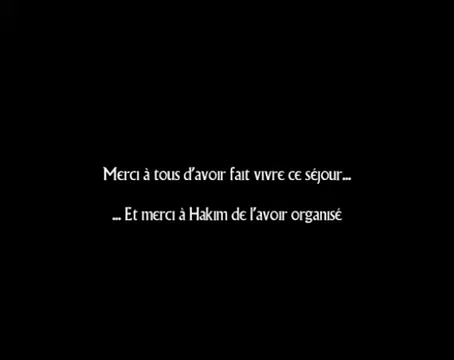 Merci à tous d'avoir fait vivre ce séjour...
... Et merci à Hakim de l'avoir organisé